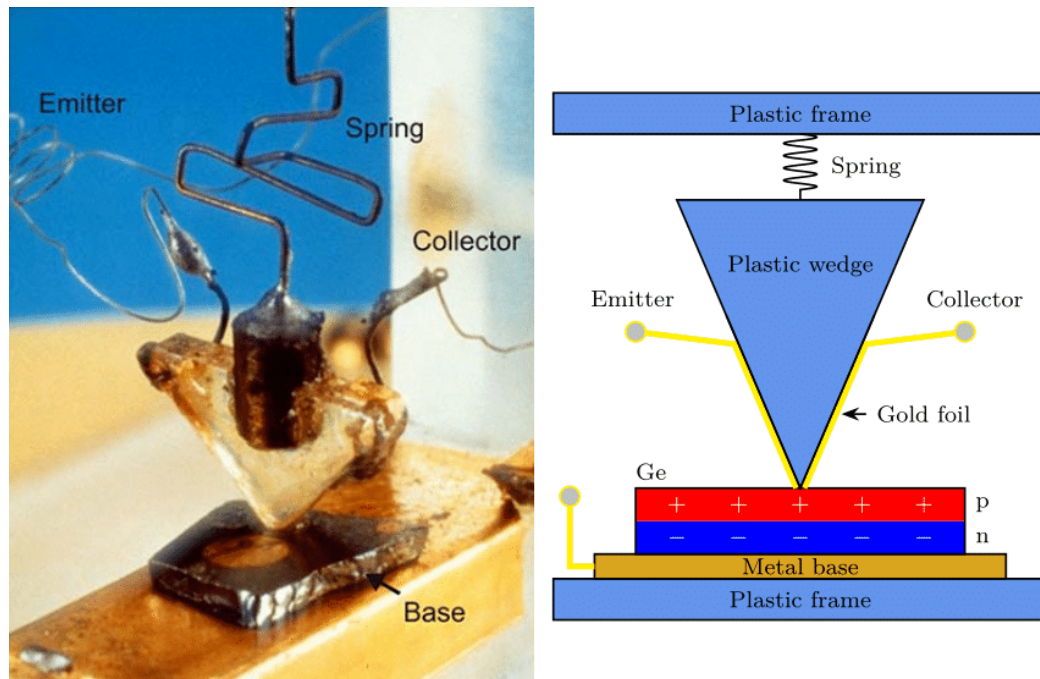 Emitter
Spring
Collector
Base
Plastic frame
Spring
Plastic wedge
Emitter
Collector
Gold foil
Ge
+ + + + +
p
− − − − −
n
Metal base
Plastic frame